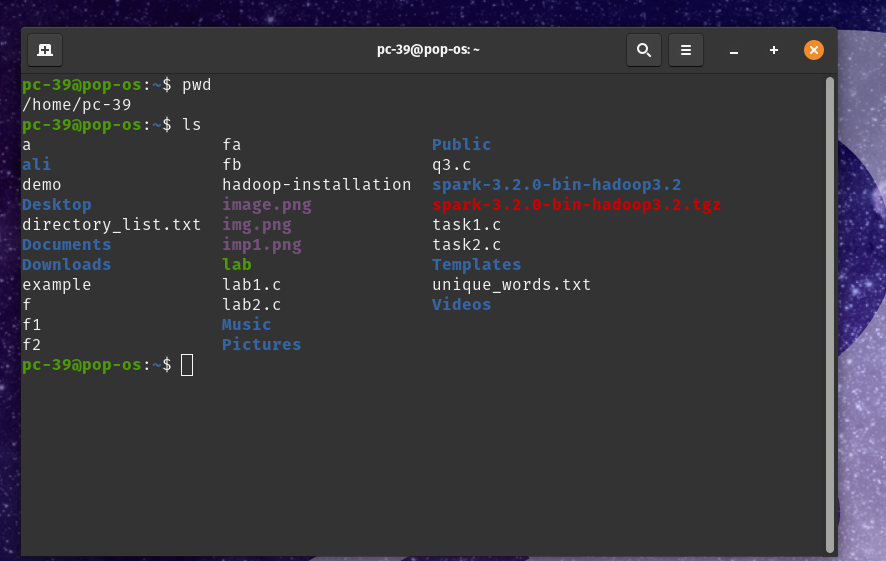 pc-39@pop-os: ~
pc-39@pop-os:~$ pwd
/home/pc-39
pc-39@pop-os:~$ ls
a fa Public
ali fb q3.c
demo hadoop-installation spark-3.2.0-bin-hadoop3.2
Desktop image.png spark-3.2.0-bin-hadoop3.2.tgz
directory_list.txt img.png task1.c
Documents imp1.png task2.c
Downloads lab Templates
example lab1.c unique_words.txt
f lab2.c Videos
f1 Music
f2 Pictures
pc-39@pop-os:~$